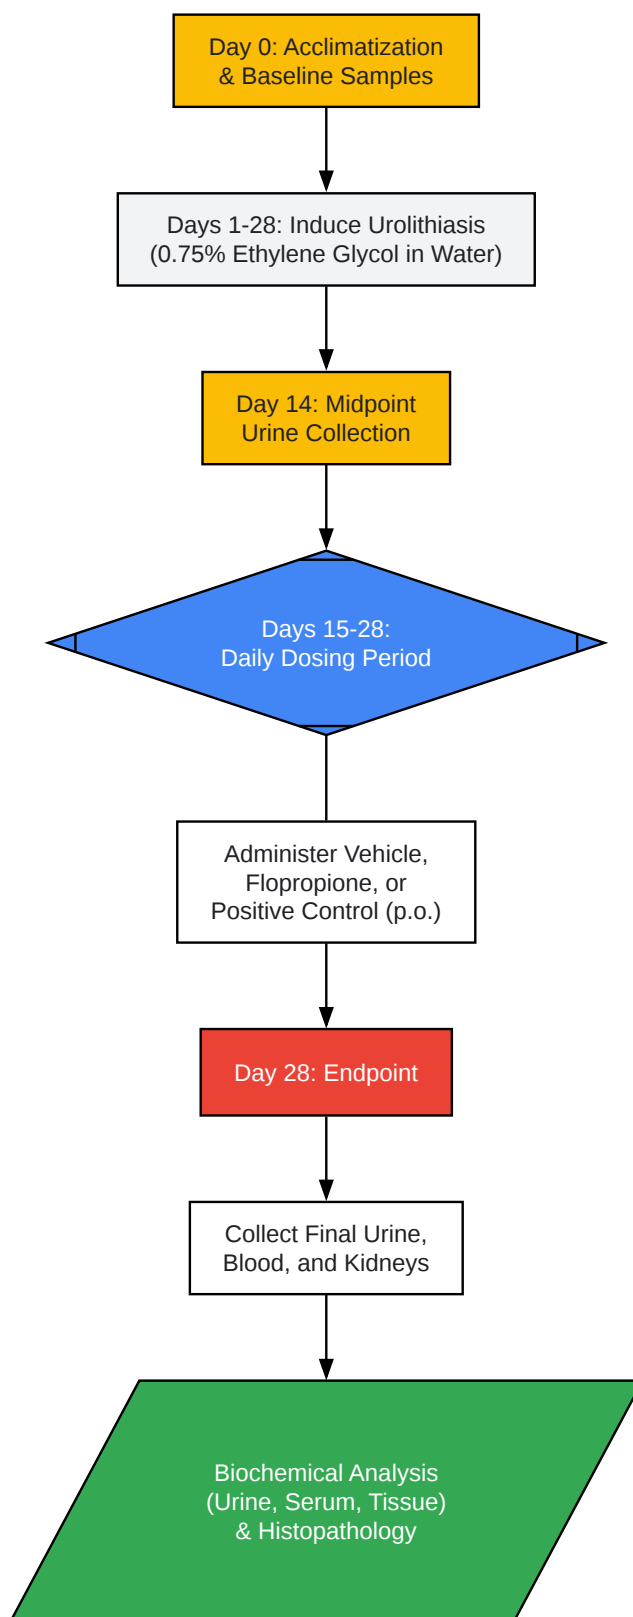 Day 0: Acclimatization
& Baseline Samples
Days 1-28: Induce Urolithiasis
(0.75% Ethylene Glycol in Water)
Day 14: Midpoint
Urine Collection
Days 15-28:
Daily Dosing Period
Administer Vehicle,
Flopropione, or
Positive Control (p.o.)
Day 28: Endpoint
Collect Final Urine,
Blood, and Kidneys
Biochemical Analysis
(Urine, Serum, Tissue)
& Histopathology